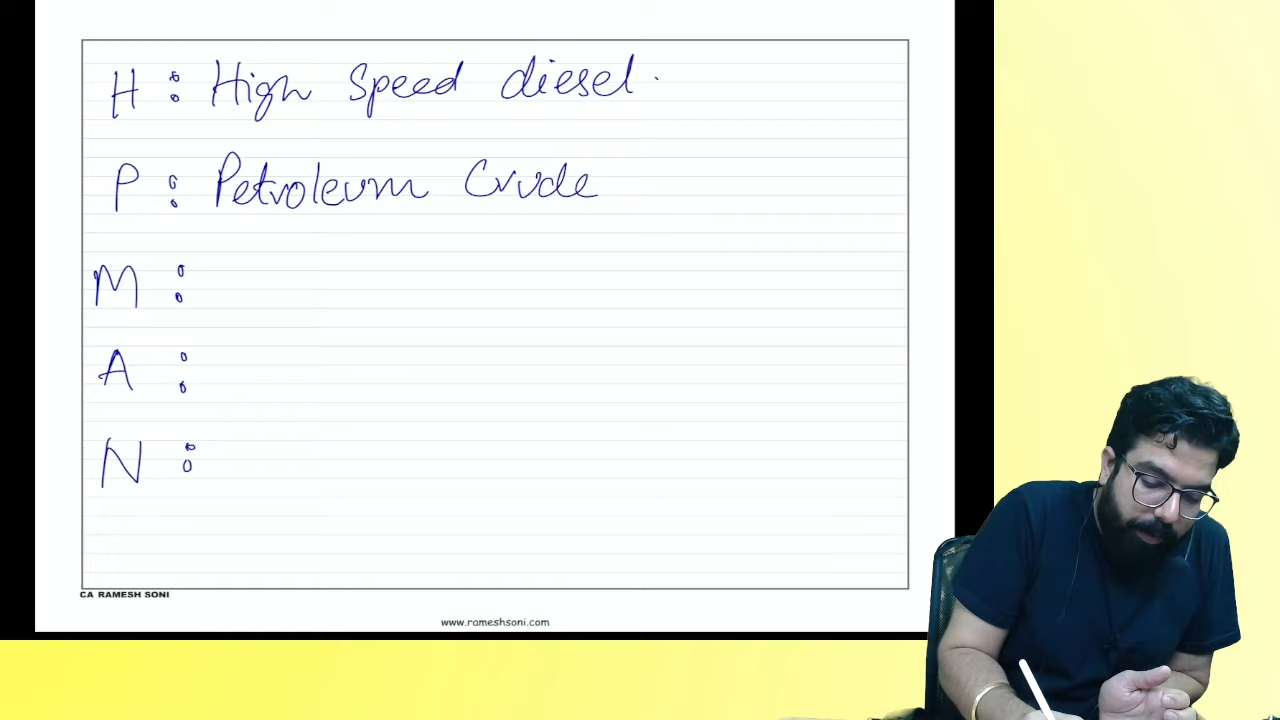 H : High Speed diesel.
P : Petroleum Crude
M :
A :
N :
CA RAMESH SONI
www.rameshsoni.com